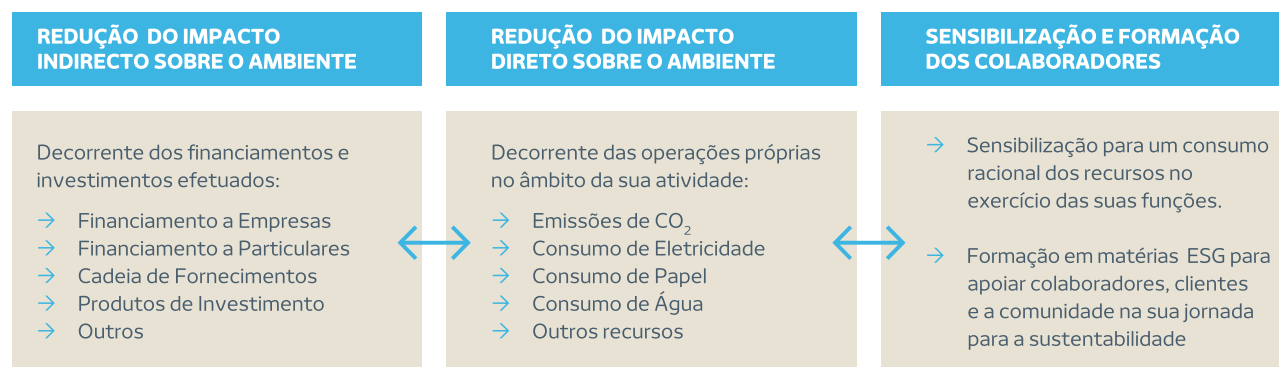 REDUÇÃO DO IMPACTO
INDIRECTO SOBRE O AMBIENTE
Decorrente dos financiamentos e
investimentos efetuados:
→ Financiamento a Empresas
→ Financiamento a Particulares
→ Cadeia de Fornecimentos
→ Produtos de Investimento
→ Outros
REDUÇÃO DO IMPACTO
DIRETO SOBRE O AMBIENTE
Decorrente das operações próprias
no âmbito da sua atividade:
→ Emissões de CO₂
→ Consumo de Eletricidade
→ Consumo de Papel
→ Consumo de Água
→ Outros recursos
SENSIBILIZAÇÃO E FORMAÇÃO
DOS COLABORADORES
→ Sensibilização para um consumo
racional dos recursos no
exercício das suas funções.
→ Formação em matérias ESG para
apoiar colaboradores, clientes
e a comunidade na sua jornada
para a sustentabilidade